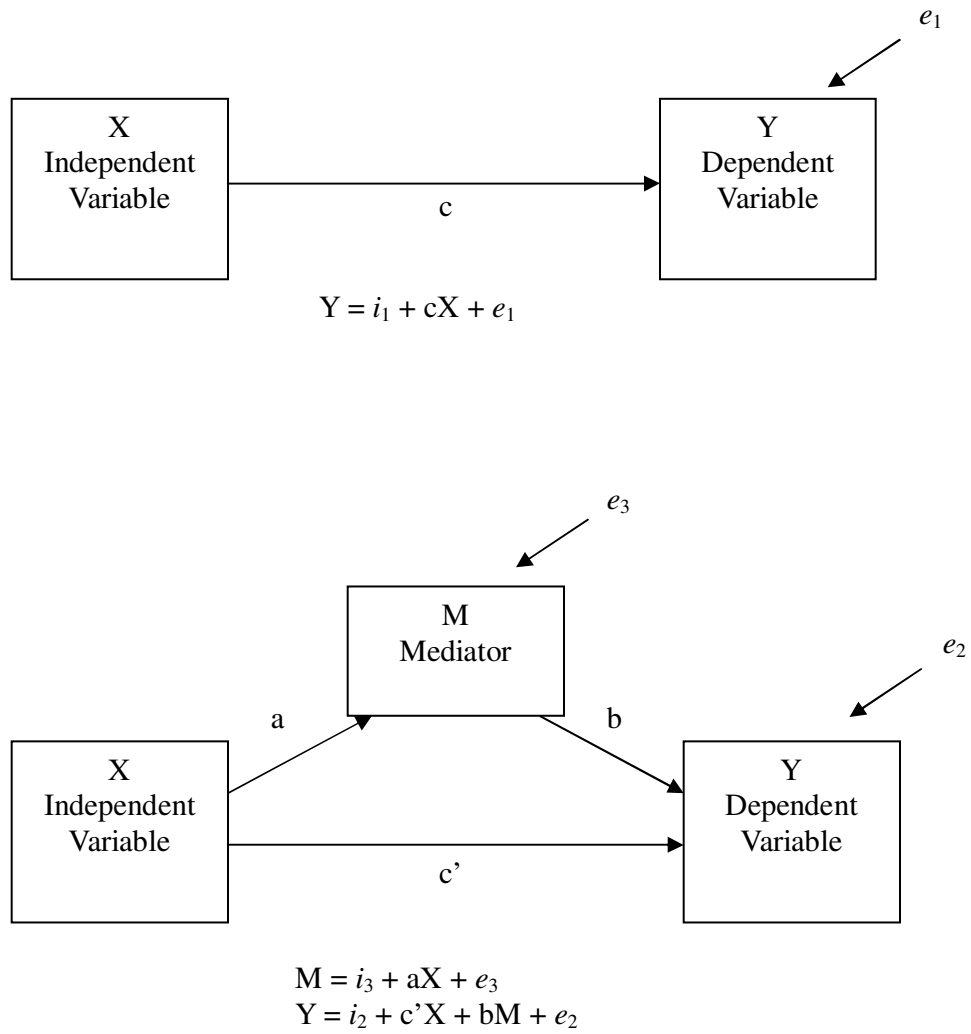 e₁
X
Independent
Variable
Y
Dependent
Variable
c
Y = i₁ + cX + e₁
e₃
M
Mediator
e₂
a
b
X
Independent
Variable
Y
Dependent
Variable
c’
M = i₃ + aX + e₃
Y = i₂ + c’X + bM + e₂